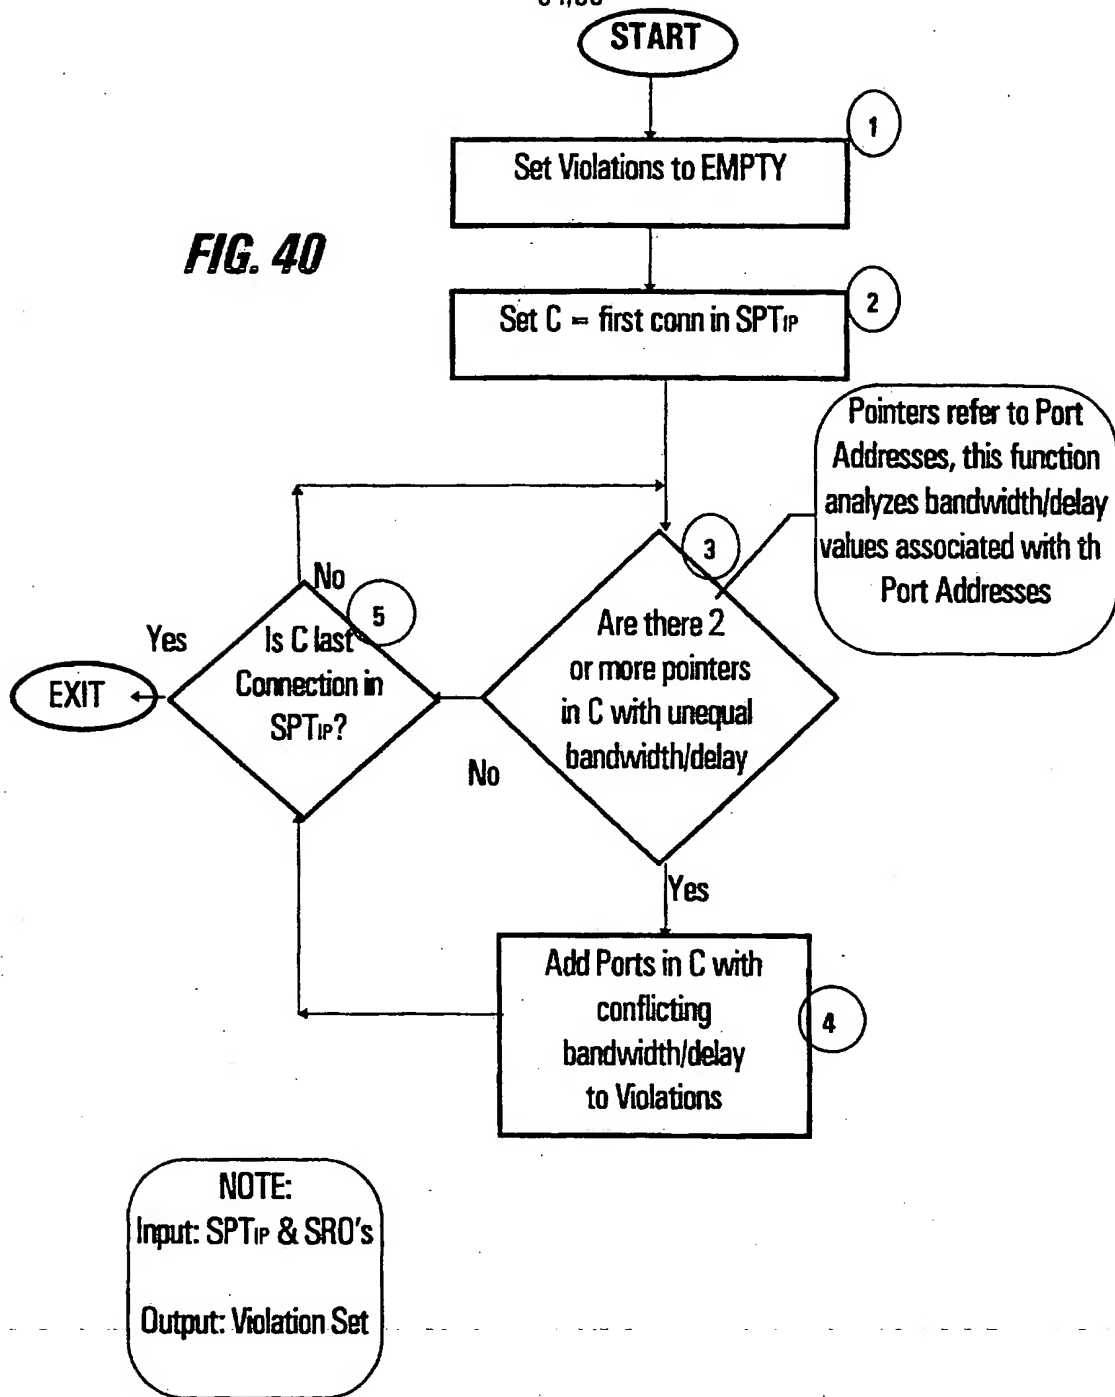 START
1
Set Violations to EMPTY
FIG. 40
2
Set C = first conn in SPTIP
Pointers refer to Port
Addresses, this function
analyzes bandwidth/delay
values associated with th
Port Addresses
3
Are there 2
or more pointers
in C with unequal
bandwidth/delay
No
5
Yes
Is C last
Connection in
SPTIP?
EXIT
No
Yes
Add Ports in C with
conflicting
bandwidth/delay
to Violations
4
NOTE:
Input: SPTIP & SRO's
Output: Violation Set